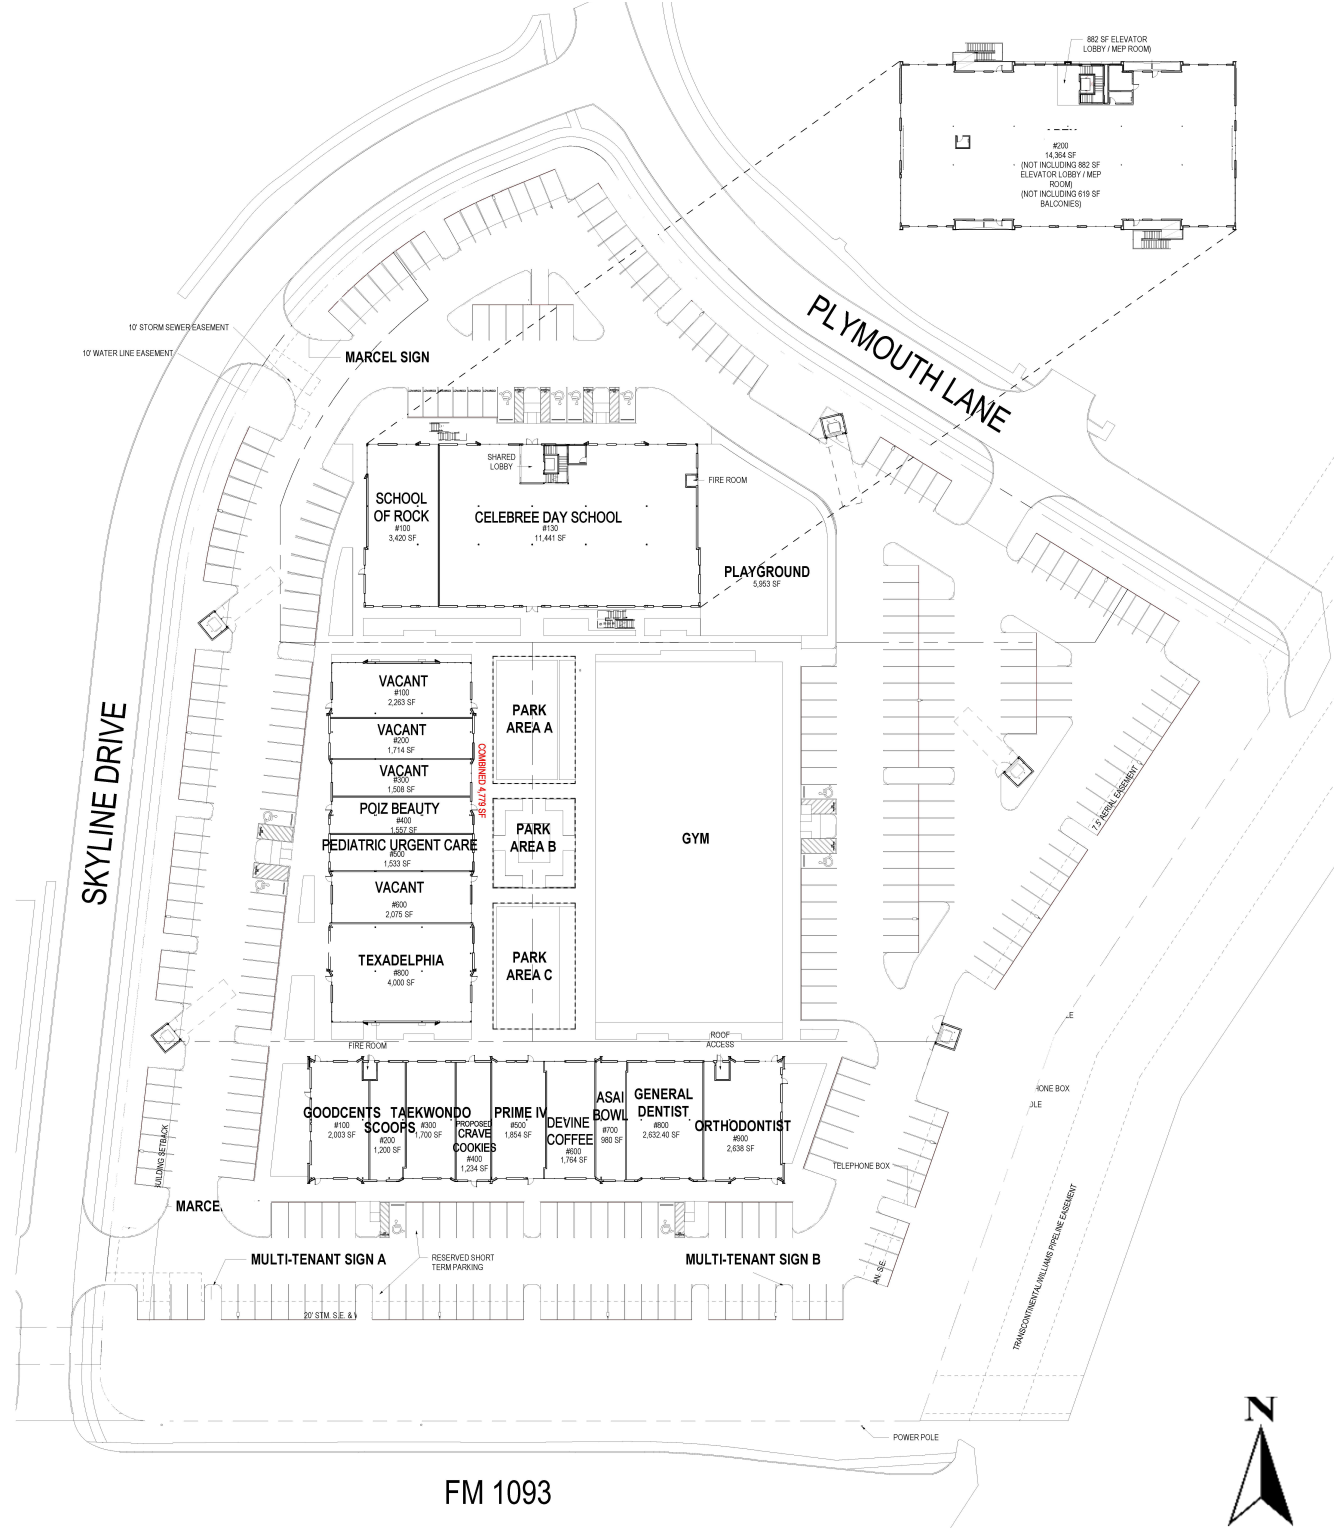 882 SF ELEVATOR
LOBBY / MEP ROOM)
#200
14,364 SF
(NOT INCLUDING 882 SF
ELEVATOR LOBBY / MEP
ROOM)
(NOT INCLUDING 619 SF
BALCONIES)
PLYMOUTH LANE
10' STORM SEWER EASEMENT
10' WATER LINE EASEMENT
MARCEL SIGN
SHARED
LOBBY
FIRE ROOM
SCHOOL
OF ROCK
#100
3,420 SF
CELEBREE DAY SCHOOL
#130
11,441 SF
PLAYGROUND
5,953 SF
SKYLINE DRIVE
VACANT
#100
2,263 SF
VACANT
#200
1,714 SF
VACANT
#300
1,508 SF
POIZ BEAUTY
#400
1,557 SF
PEDIATRIC URGENT CARE
#500
1,533 SF
VACANT
#600
2,075 SF
TEXADELPHIA
#800
4,000 SF
COMBINED 4,779 SF
PARK
AREA A
PARK
AREA B
PARK
AREA C
GYM
7.5' AERIAL EASEMENT
FIRE ROOM
ROOF
ACCESS
GOODCENTS
#100
2,003 SF
SCOOPS
#200
1,200 SF
TAEKWONDO
#300
1,700 SF
PROPOSED
CRAVE
COOKIES
#400
1,234 SF
PRIME IV
#500
1,854 SF
DEVINE
COFFEE
#600
1,764 SF
ASAI
BOWL
#700
980 SF
GENERAL
DENTIST
#800
2,632.40 SF
ORTHODONTIST
#900
2,638 SF
LE
HONE BOX
OLE
TELEPHONE BOX
BUILDING SETBACK
MARCE
MULTI-TENANT SIGN A
RESERVED SHORT
TERM PARKING
MULTI-TENANT SIGN B
AN. S.E.
20' STM. S.E. &
TRANSCONTINENTAL/WILLIAMS PIPELINE EASEMENT
POWER POLE
FM 1093
N